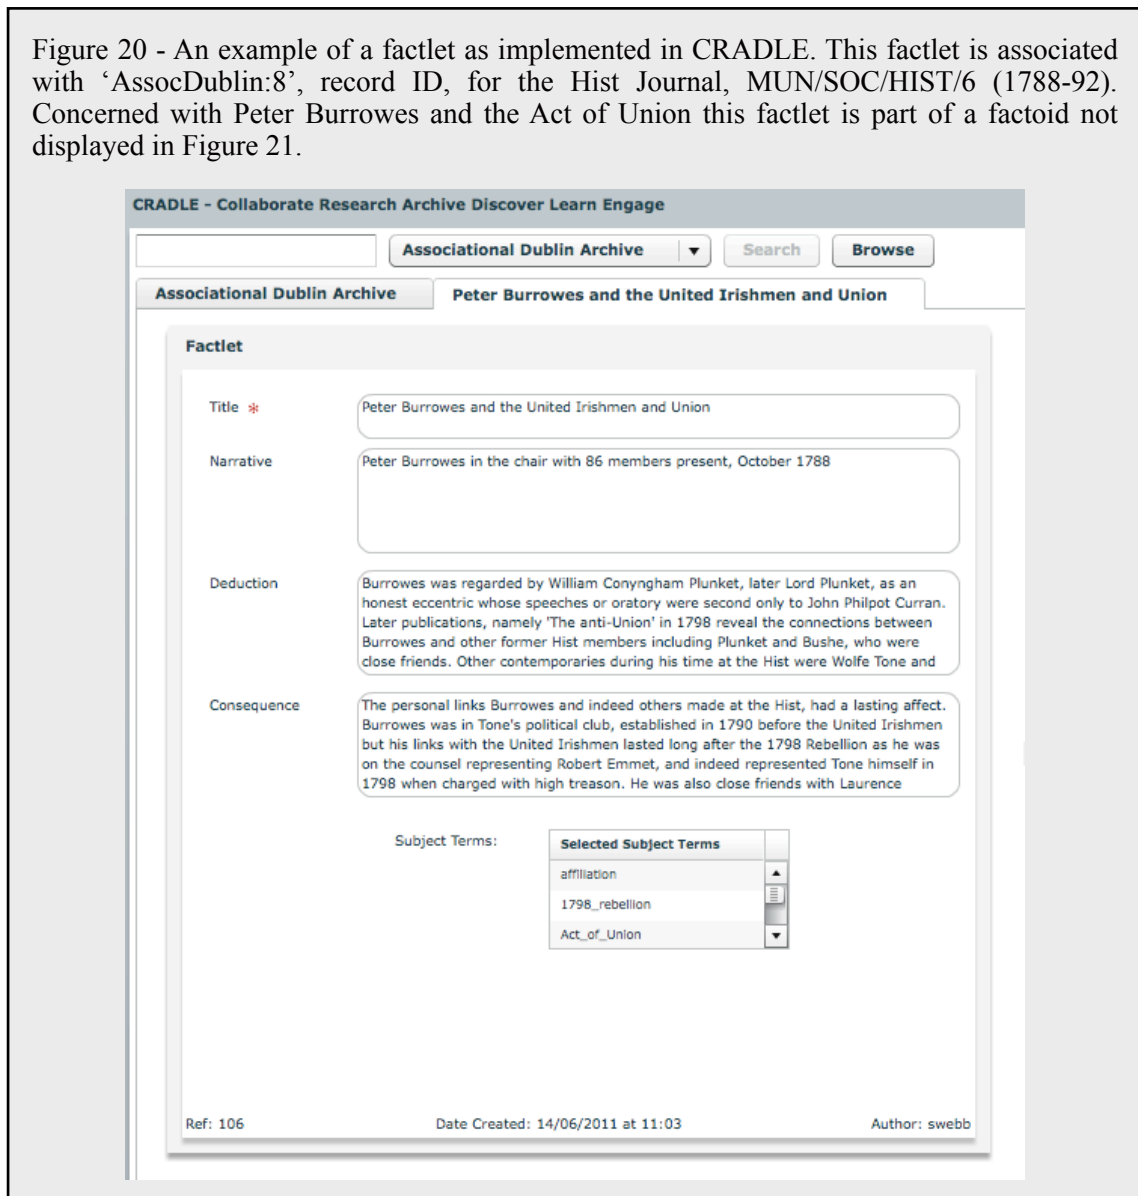 Figure 20 - An example of a factlet as implemented in CRADLE. This factlet is associated
with ‘AssocDublin:8’, record ID, for the Hist Journal, MUN/SOC/HIST/6 (1788-92).
Concerned with Peter Burrowes and the Act of Union this factlet is part of a factoid not
displayed in Figure 21.
CRADLE - Collaborate Research Archive Discover Learn Engage
Associational Dublin Archive Search Browse
Associational Dublin Archive Peter Burrowes and the United Irishmen and Union
Factlet
Title * Peter Burrowes and the United Irishmen and Union
Narrative Peter Burrowes in the chair with 86 members present, October 1788
Deduction Burrowes was regarded by William Conyngham Plunket, later Lord Plunket, as an
honest eccentric whose speeches or oratory were second only to John Philpot Curran.
Later publications, namely 'The anti-Union' in 1798 reveal the connections between
Burrowes and other former Hist members including Plunket and Bushe, who were
close friends. Other contemporaries during his time at the Hist were Wolfe Tone and
Consequence The personal links Burrowes and indeed others made at the Hist, had a lasting affect.
Burrowes was in Tone's political club, established in 1790 before the United Irishmen
but his links with the United Irishmen lasted long after the 1798 Rebellion as he was
on the counsel representing Robert Emmet, and indeed represented Tone himself in
1798 when charged with high treason. He was also close friends with Laurence
Subject Terms: Selected Subject Terms
affiliation
1798_rebellion
Act_of_Union
Ref: 106 Date Created: 14/06/2011 at 11:03 Author: swebb